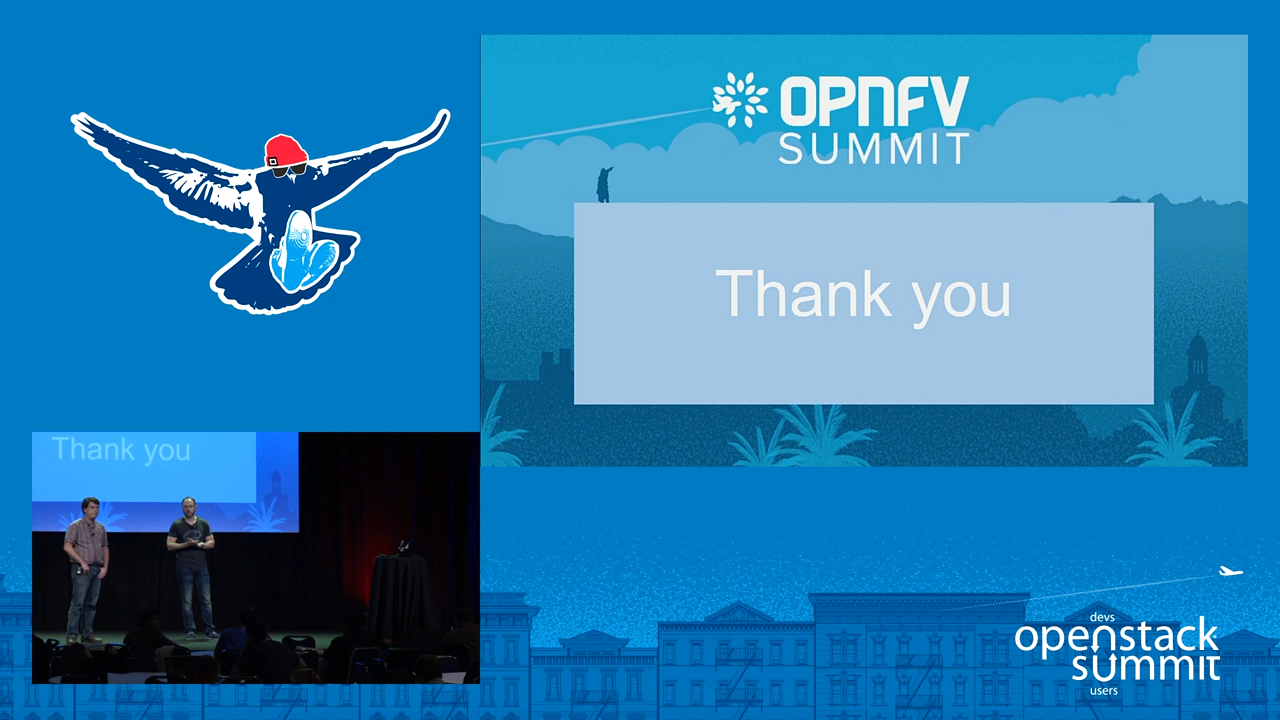 OPNFV
SUMMIT
Thank you
Thank you
devs
openstack
summit
users